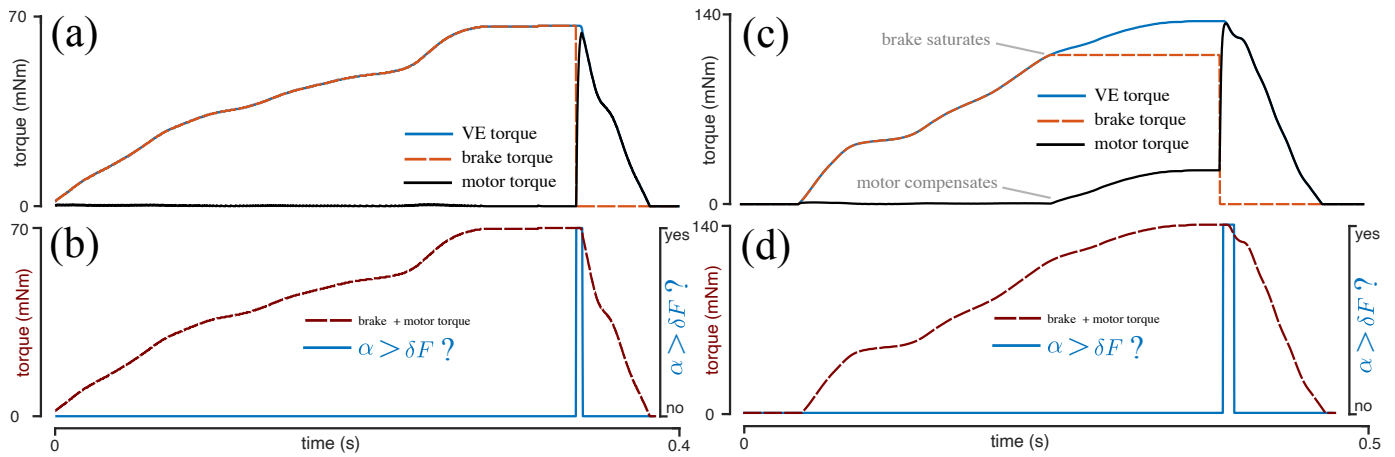 (a)
70
torque (mNm)
0
VE torque
brake torque
motor torque
(b)
70
torque (mNm)
0
brake + motor torque
α > δF ?
yes
α > δF ?
no
0
time (s)
0.4
(c)
140
torque (mNm)
0
brake saturates
VE torque
brake torque
motor torque
motor compensates
(d)
140
torque (mNm)
0
brake + motor torque
α > δF ?
yes
α > δF ?
no
0
time (s)
0.5